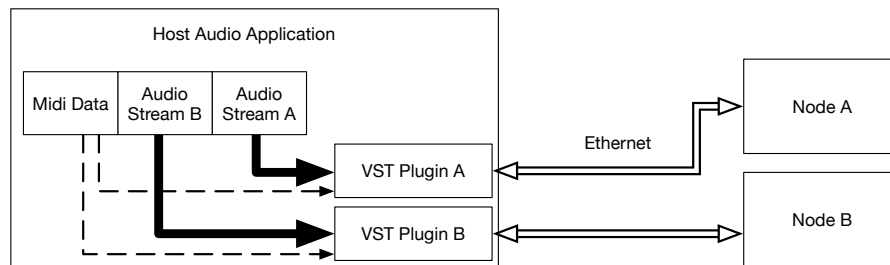 Host Audio Application
Midi Data
Audio
Stream B
Audio
Stream A
VST Plugin A
VST Plugin B
Ethernet
Node A
Node B